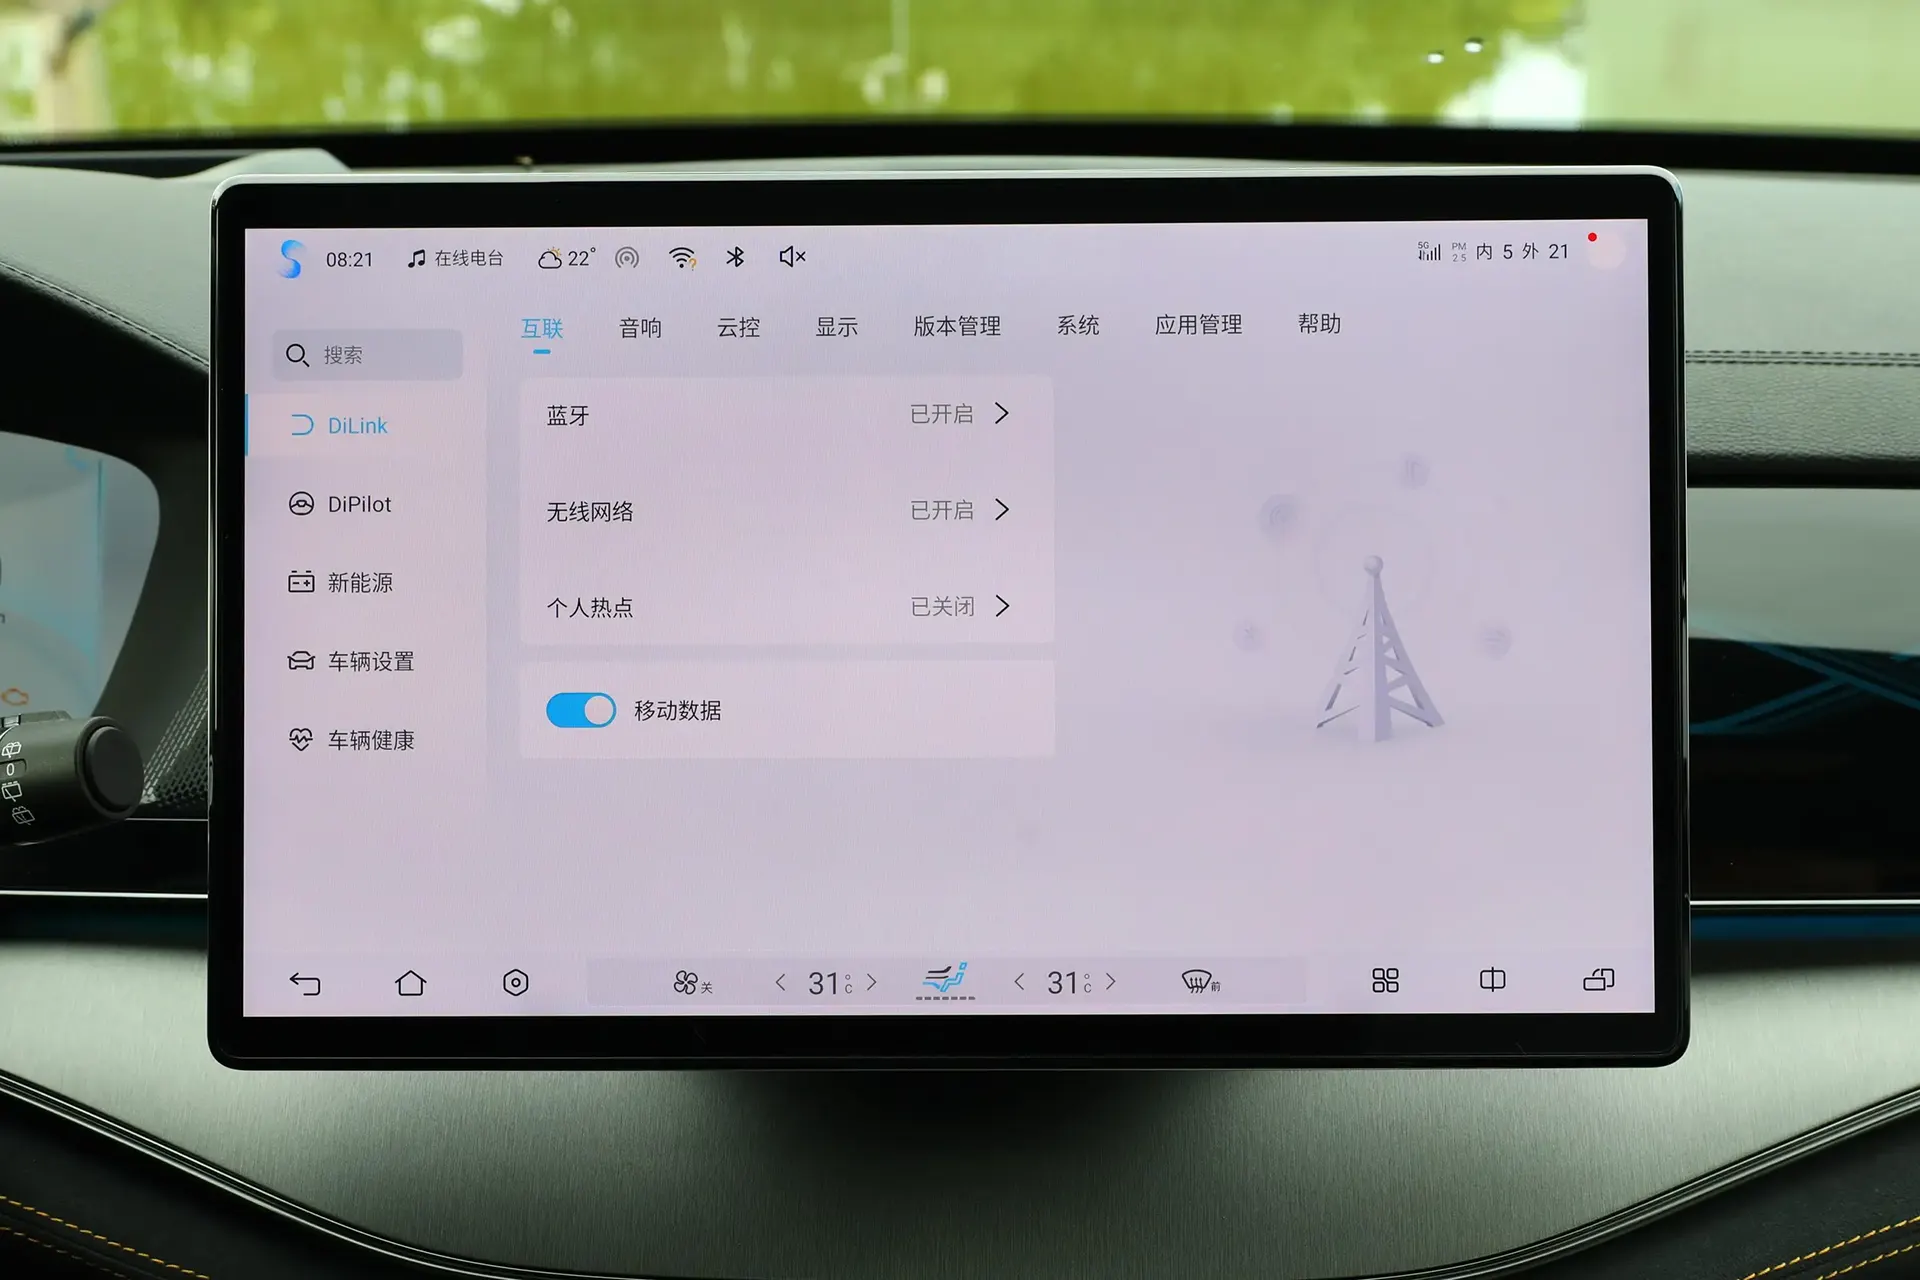 08:21 在线电台 22° 5G PM 2.5 内 5 外 21
互联 音响 云控 显示 版本管理 系统 应用管理 帮助
搜索
DiLink
DiPilot
新能源
车辆设置
车辆健康
蓝牙 已开启
无线网络 已开启
个人热点 已关闭
移动数据
关 31°C 31°C 前
0